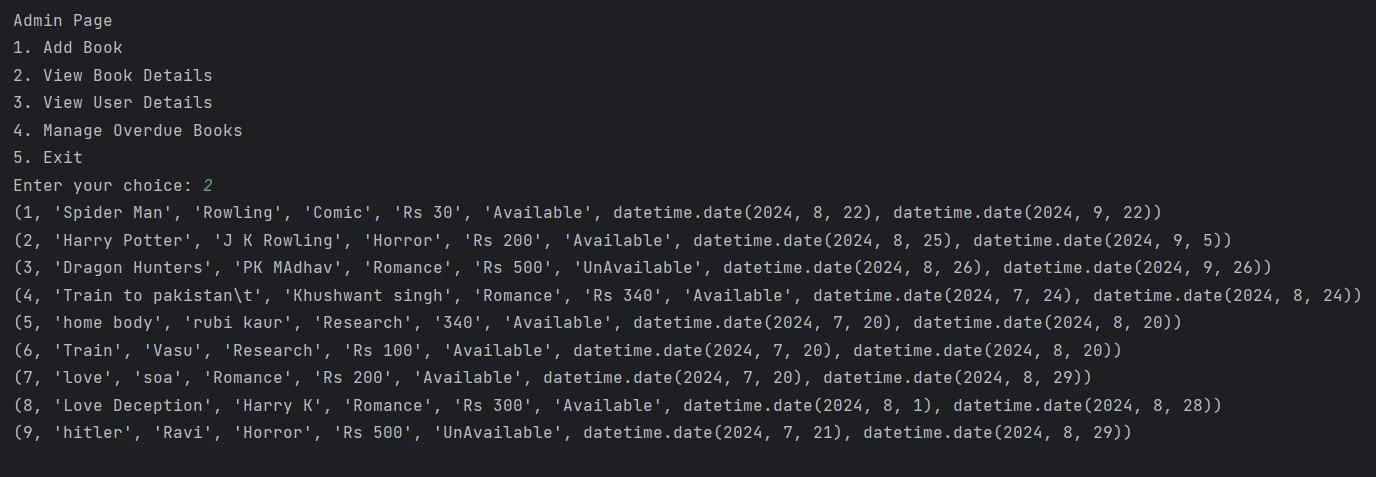 Admin Page
1. Add Book
2. View Book Details
3. View User Details
4. Manage Overdue Books
5. Exit
Enter your choice: 2
(1, 'Spider Man', 'Rowling', 'Comic', 'Rs 30', 'Available', datetime.date(2024, 8, 22), datetime.date(2024, 9, 22))
(2, 'Harry Potter', 'J K Rowling', 'Horror', 'Rs 200', 'Available', datetime.date(2024, 8, 25), datetime.date(2024, 9, 5))
(3, 'Dragon Hunters', 'PK MAdhav', 'Romance', 'Rs 500', 'UnAvailable', datetime.date(2024, 8, 26), datetime.date(2024, 9, 26))
(4, 'Train to pakistan\t', 'Khushwant singh', 'Romance', 'Rs 340', 'Available', datetime.date(2024, 7, 24), datetime.date(2024, 8, 24))
(5, 'home body', 'rubi kaur', 'Research', '340', 'Available', datetime.date(2024, 7, 20), datetime.date(2024, 8, 20))
(6, 'Train', 'Vasu', 'Research', 'Rs 100', 'Available', datetime.date(2024, 7, 20), datetime.date(2024, 8, 20))
(7, 'love', 'soa', 'Romance', 'Rs 200', 'Available', datetime.date(2024, 7, 20), datetime.date(2024, 8, 29))
(8, 'Love Deception', 'Harry K', 'Romance', 'Rs 300', 'Available', datetime.date(2024, 8, 1), datetime.date(2024, 8, 28))
(9, 'hitler', 'Ravi', 'Horror', 'Rs 500', 'UnAvailable', datetime.date(2024, 7, 21), datetime.date(2024, 8, 29))